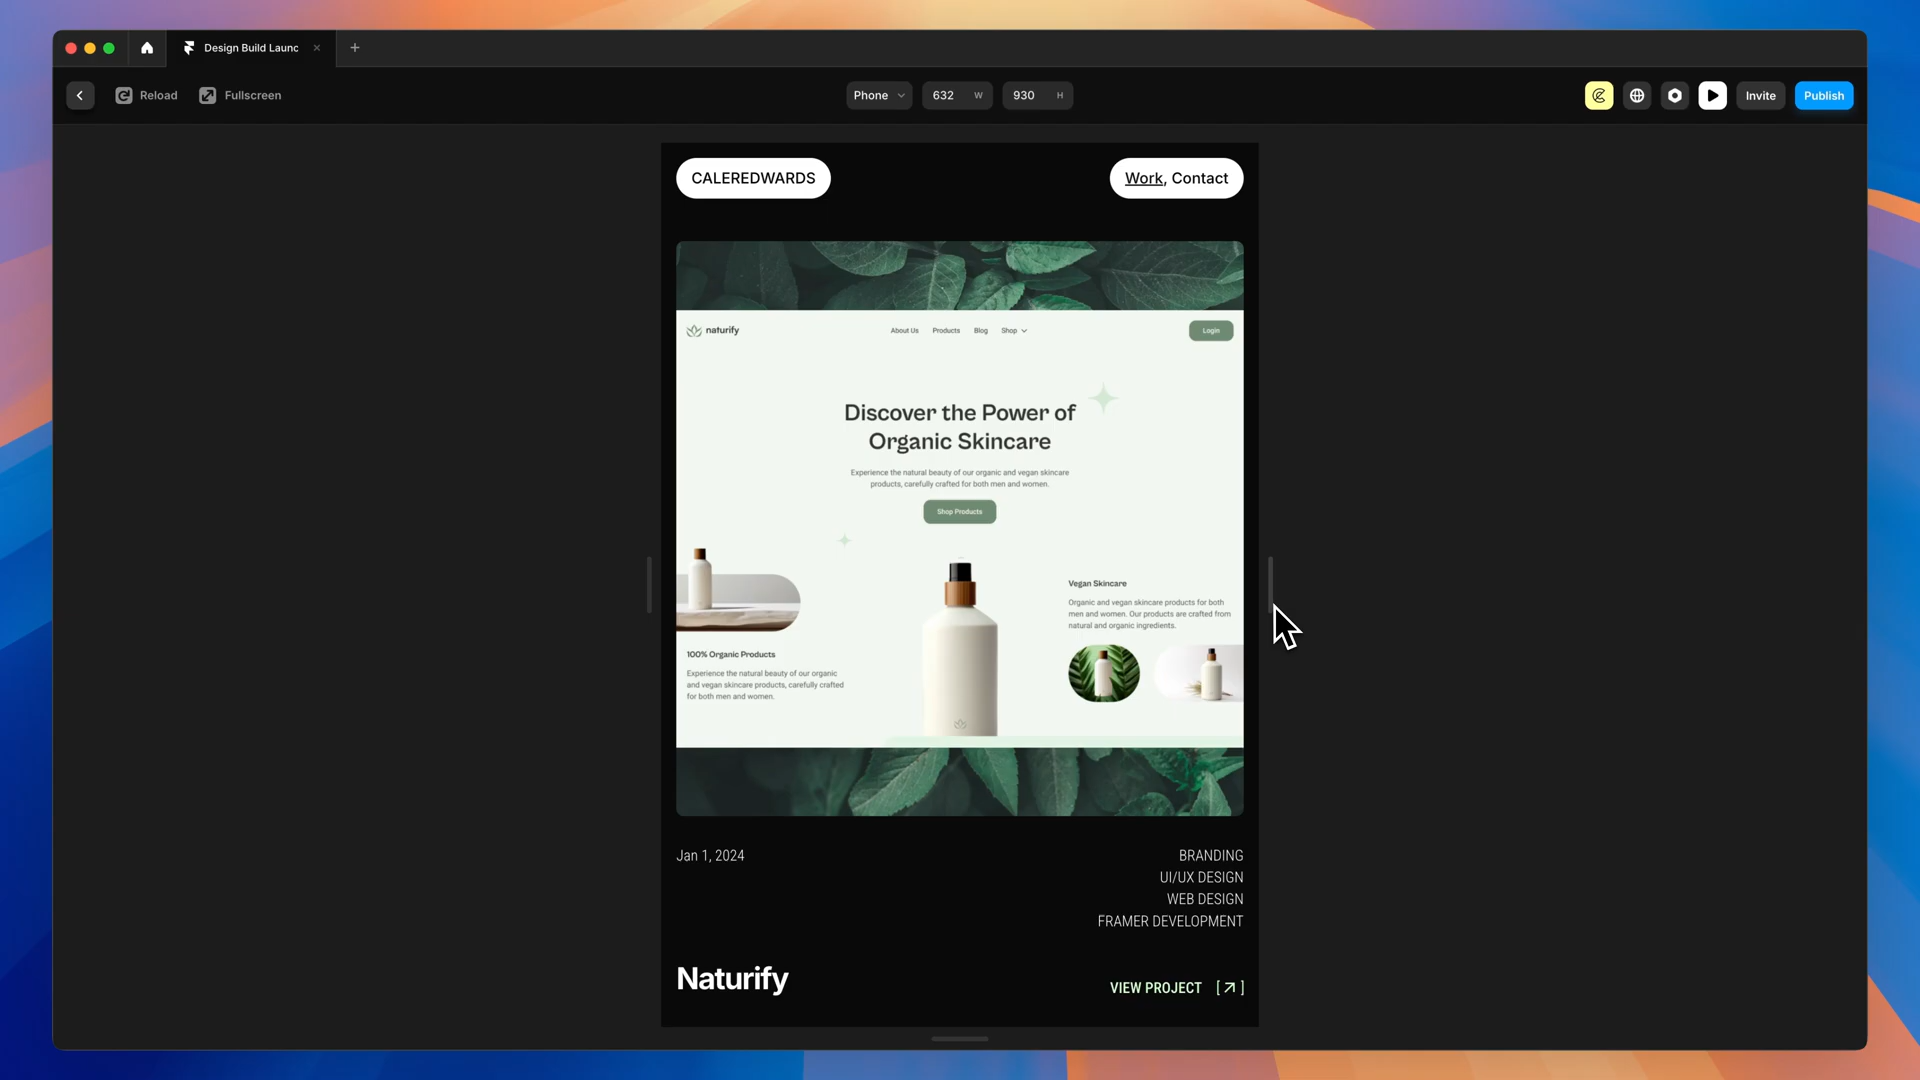 Design Build Launc
Reload
Fullscreen
Phone
632 W
930 H
Invite
Publish
CALEREDWARDS
Work, Contact
naturify
About Us
Products
Blog
Shop
Login
Discover the Power of
Organic Skincare
Experience the natural beauty of our organic and vegan skincare
products, carefully crafted for both men and women.
Shop Products
Vegan Skincare
Organic and vegan skincare products for both
men and women. Our products are crafted from
natural and organic ingredients.
100% Organic Products
Experience the natural beauty of our organic
and vegan skincare products, carefully crafted
for both men and women.
Jan 1, 2024
BRANDING
UI/UX DESIGN
WEB DESIGN
FRAMER DEVELOPMENT
Naturify
VIEW PROJECT [↗]